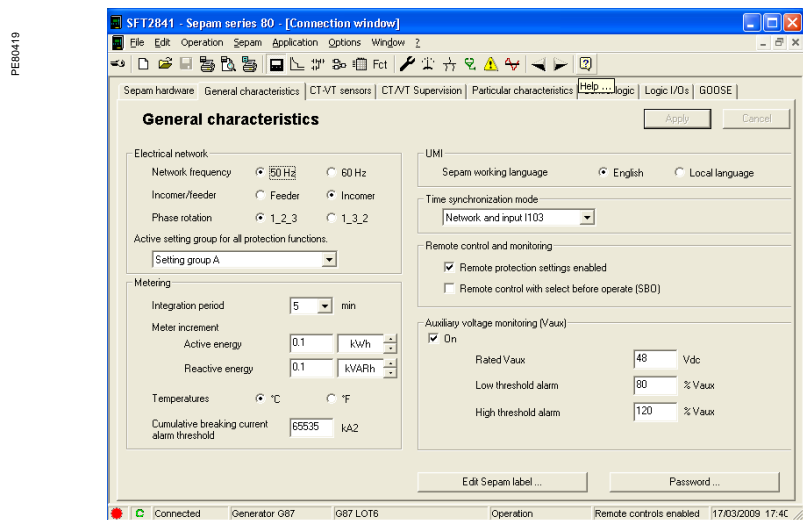 PE80419
SFT2841 - Sepam series 80 - [Connection window]
File Edit Operation Sepam Application Options Window ?
Fct
Help ...
Sepam hardware General characteristics CT-VT sensors CT/VT Supervision Particular characteristics logic Logic I/Os GOOSE
General characteristics
Apply Cancel
Electrical network
Network frequency 50 Hz 60 Hz
Incomer/feeder Feeder Incomer
Phase rotation 1_2_3 1_3_2
Active setting group for all protection functions.
Setting group A
Metering
Integration period 5 min
Meter increment
Active energy 0.1 kWh
Reactive energy 0.1 kVARh
Temperatures °C °F
Cumulative breaking current
alarm threshold 65535 kA2
UMI
Sepam working language English Local language
Time synchronization mode
Network and input I103
Remote control and monitoring
Remote protection settings enabled
Remote control with select before operate (SBO)
Auxiliary voltage monitoring (Vaux)
On
Rated Vaux 48 Vdc
Low threshold alarm 80 % Vaux
High threshold alarm 120 % Vaux
Edit Sepam label ... Password ...
Connected Generator G87 G87 LOT6 Operation Remote controls enabled 17/03/2009 17:40